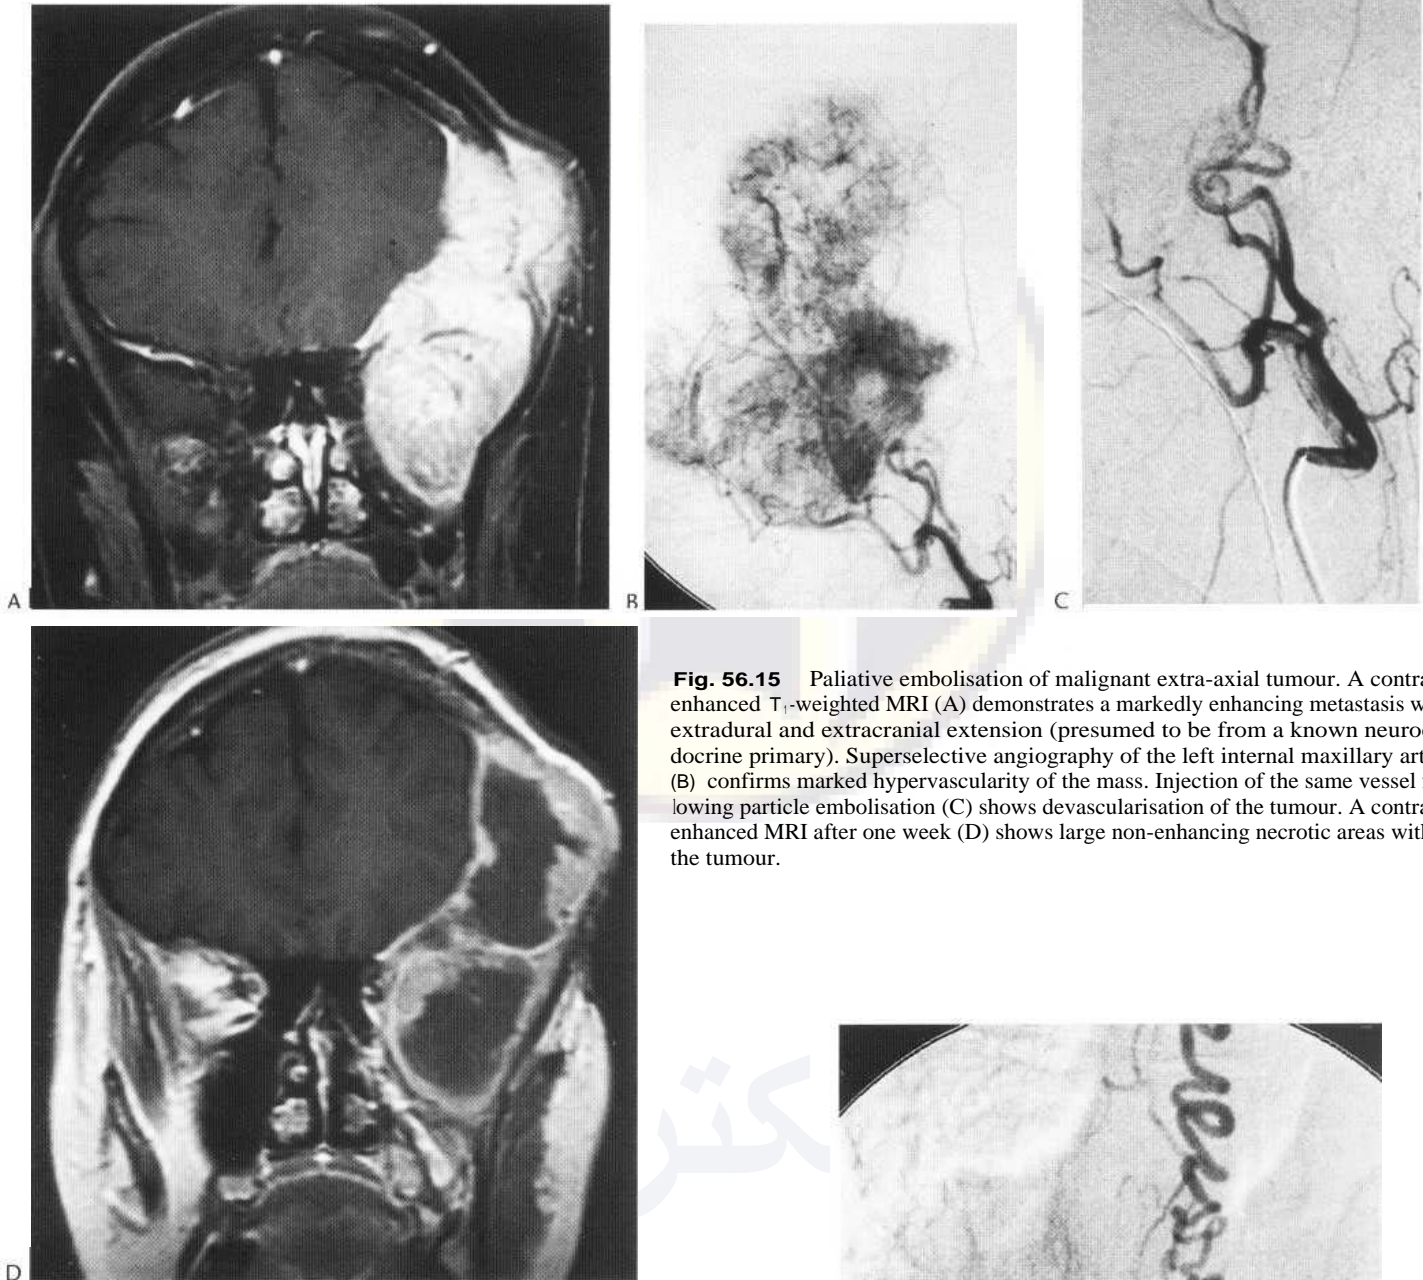 A
B
C
Fig. 56.15 Paliative embolisation of malignant extra-axial tumour. A contra
enhanced T1-weighted MRI (A) demonstrates a markedly enhancing metastasis w
extradural and extracranial extension (presumed to be from a known neuroe
docrine primary). Superselective angiography of the left internal maxillary art
(B) confirms marked hypervascularity of the mass. Injection of the same vessel
lowing particle embolisation (C) shows devascularisation of the tumour. A contra
enhanced MRI after one week (D) shows large non-enhancing necrotic areas with
the tumour.
كتر
D